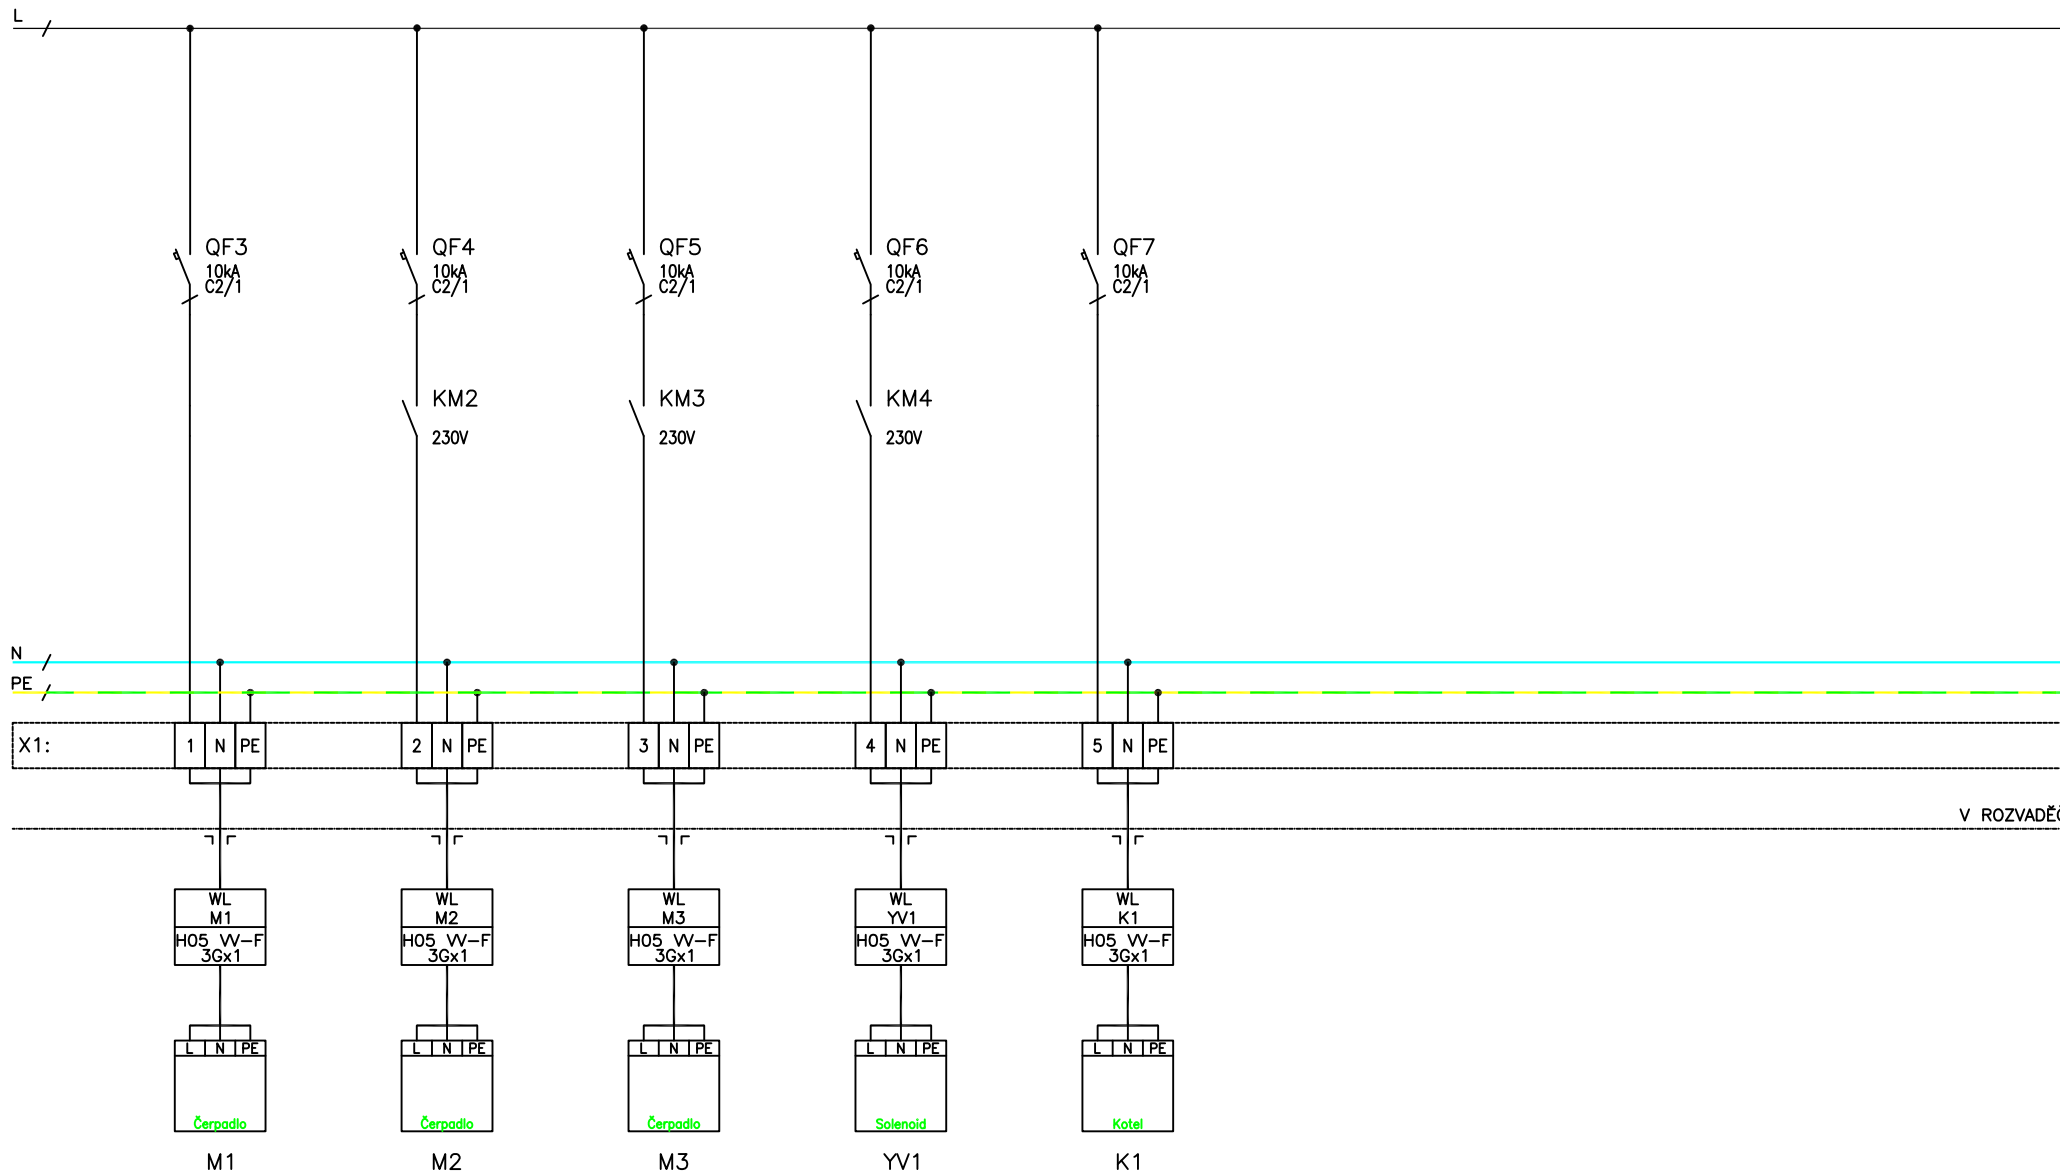 L
QF3 QF4 QF5 QF6 QF7
10kA 10kA 10kA 10kA 10kA
C2/1 C2/1 C2/1 C2/1 C2/1
KM2 KM3 KM4
230V 230V 230V
N
PE
X1: 1 N PE 2 N PE 3 N PE 4 N PE 5 N PE
V
WL WL WL WL WL
M1 M2 M3 YV1 K1
H05 VV-F H05 VV-F H05 VV-F H05 VV-F H05 VV-F
3Gx1 3Gx1 3Gx1 3Gx1 3Gx1
L N PE L N PE L N PE L N PE L N PE
Čerpadlo Čerpadlo Čerpadlo Solenoid Kotel
M1 M2 M3 YV1 K1